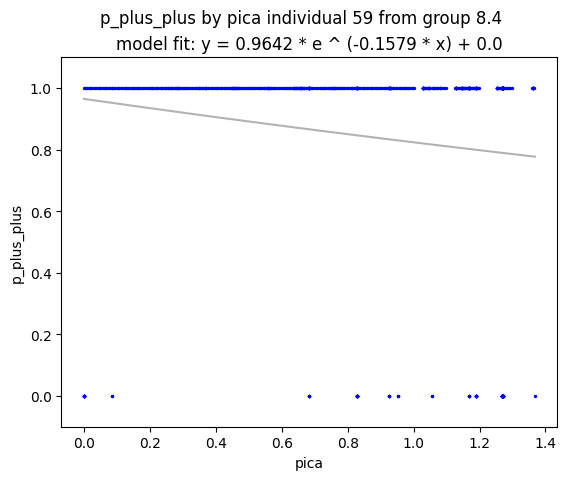 p_plus_plus by pica individual 59 from group 8.4
model fit: y = 0.9642 * e ^ (-0.1579 * x) + 0.0
1.0
0.8
0.6
0.4
0.2
0.0
p_plus_plus
0.0 0.2 0.4 0.6 0.8 1.0 1.2 1.4
pica